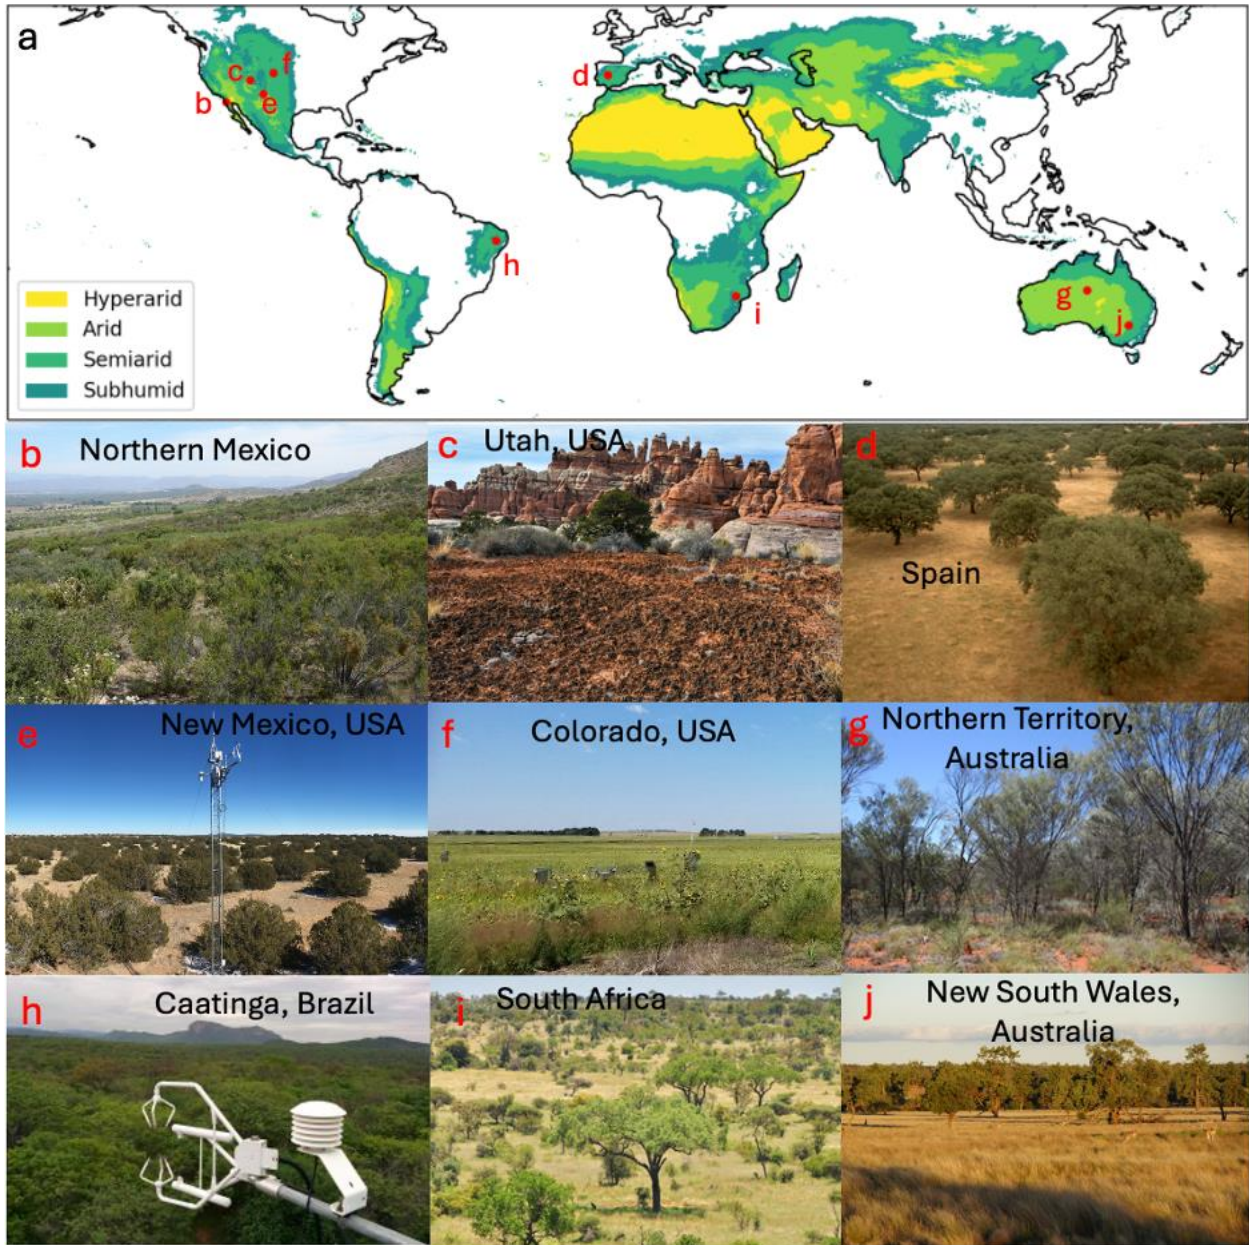 a
b
c
f
e
d
h
i
g
j
Hyperarid
Arid
Semiarid
Subhumid
b Northern Mexico
c Utah, USA
d
Spain
e New Mexico, USA
f Colorado, USA
g Northern Territory,
Australia
h Caatinga, Brazil
i South Africa
j New South Wales,
Australia